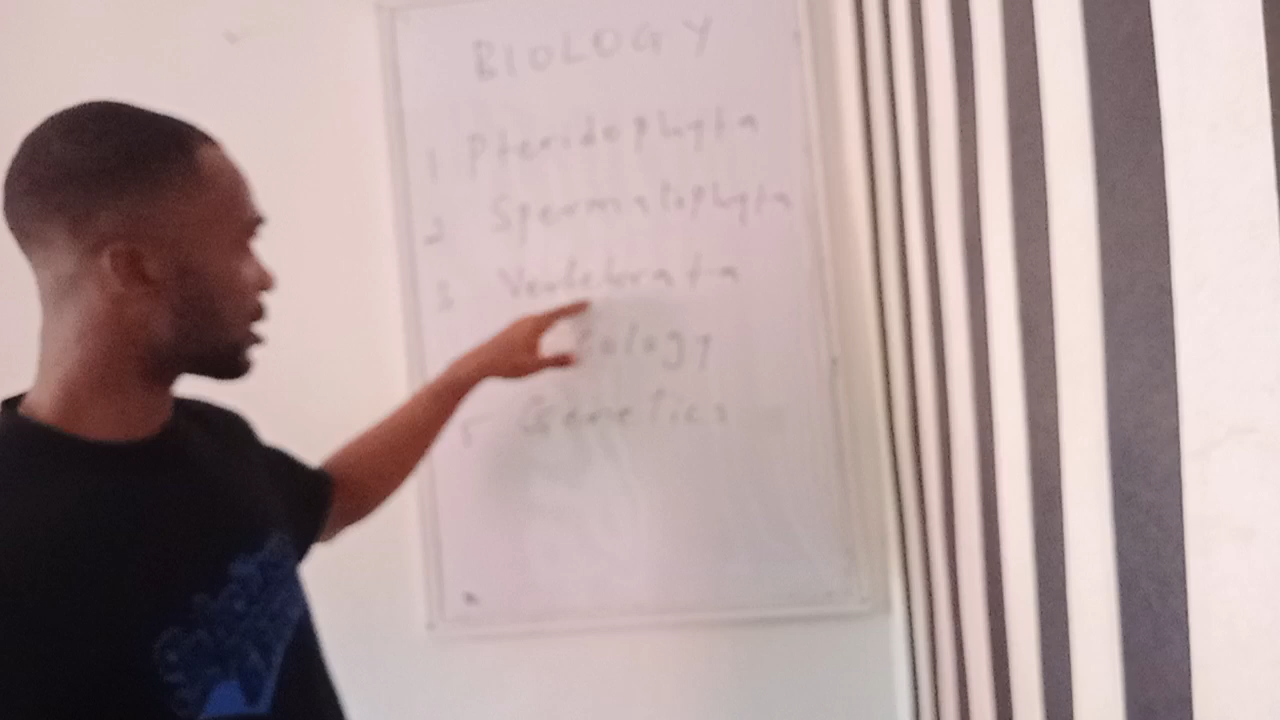 BIOLOGY
1 Pteridophyta
2 Spermatophyta
3 Vertebrata
5 Genetics